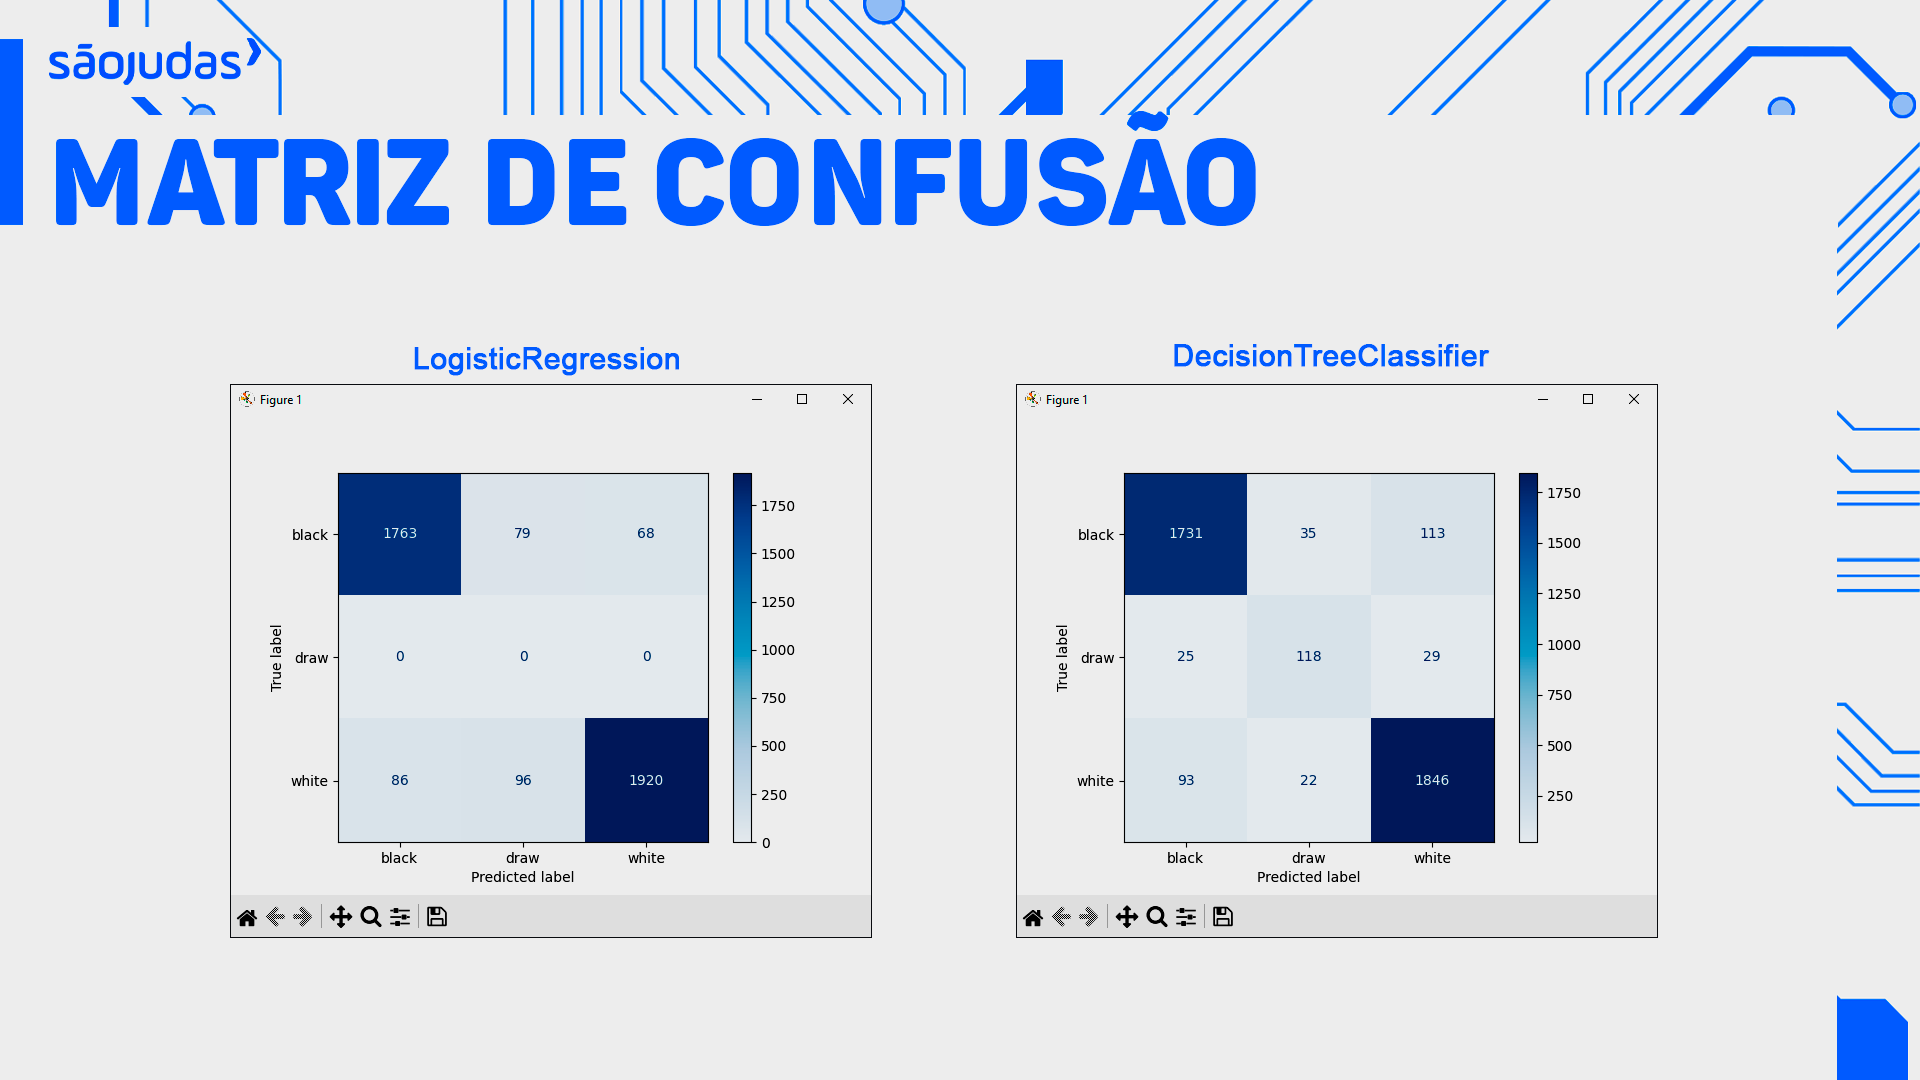 sãojudas
MATRIZ DE CONFUSÃO
LogisticRegression
Figure 1
black 1763 79 68
draw 0 0 0
white 86 96 1920
black draw white
Predicted label
True label
1750
1500
1250
1000
750
500
250
0
DecisionTreeClassifier
Figure 1
black 1731 35 113
draw 25 118 29
white 93 22 1846
black draw white
Predicted label
True label
1750
1500
1250
1000
750
500
250